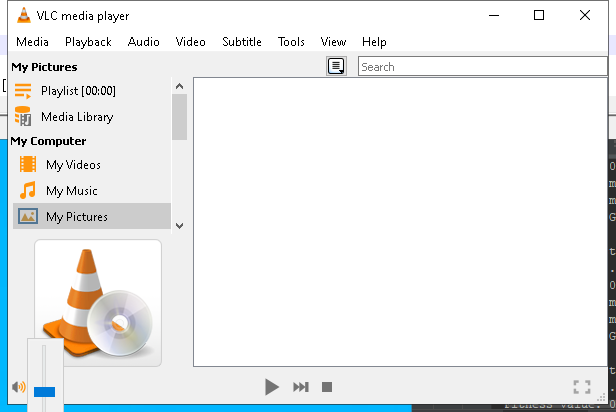 VLC media player
Media Playback Audio Video Subtitle Tools View Help
My Pictures
Search
Playlist [00:00]
Media Library
My Computer
My Videos
My Music
My Pictures